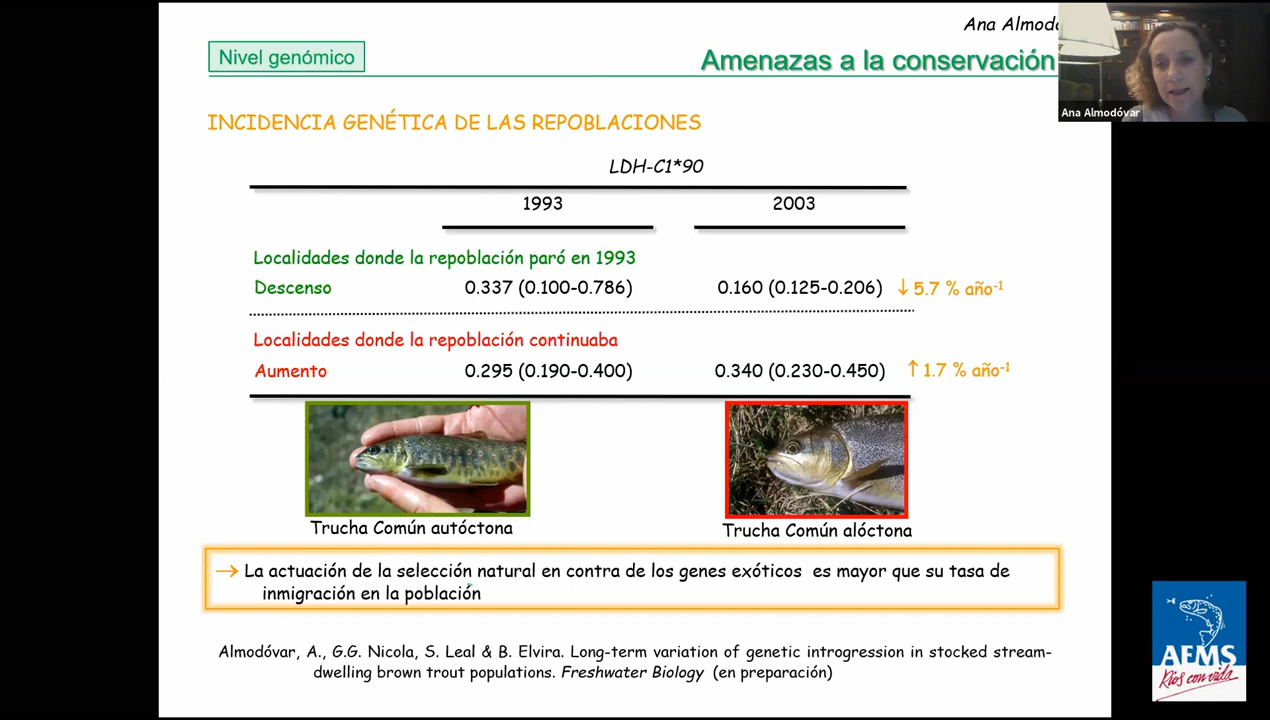 Ana Almodó
Nivel genómico
Amenazas a la conservación
Ana Almodóvar
INCIDENCIA GENÉTICA DE LAS REPOBLACIONES
LDH-C1*90
1993 2003
Localidades donde la repoblación paró en 1993
Descenso 0.337 (0.100-0.786) 0.160 (0.125-0.206) ↓ 5.7 % año-1
Localidades donde la repoblación continuaba
Aumento 0.295 (0.190-0.400) 0.340 (0.230-0.450) ↑ 1.7 % año-1
Trucha Común autóctona
Trucha Común alóctona
→ La actuación de la selección natural en contra de los genes exóticos es mayor que su tasa de
inmigración en la población
Almodóvar, A., G.G. Nicola, S. Leal & B. Elvira. Long-term variation of genetic introgression in stocked stream-
dwelling brown trout populations. Freshwater Biology (en preparación)
AEMS
Ríos con vida